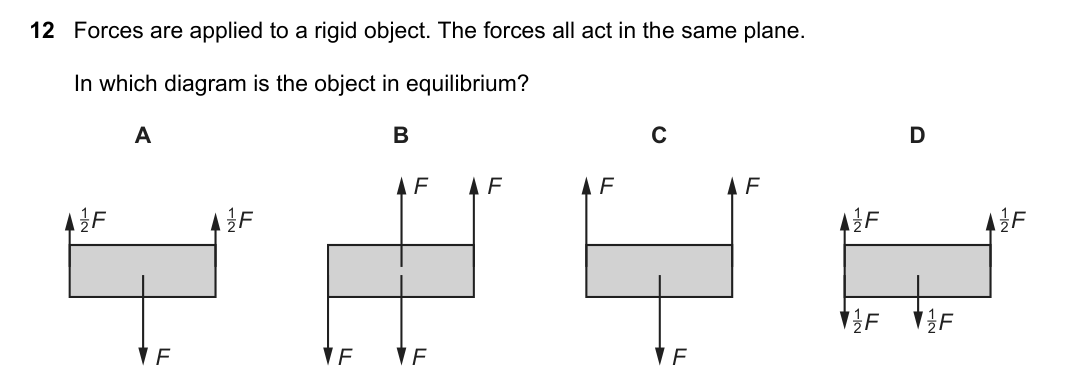 12 Forces are applied to a rigid object. The forces all act in the same plane.
In which diagram is the object in equilibrium?
A B C D
F F F F
½F ½F ½F ½F
½F ½F
F F F F